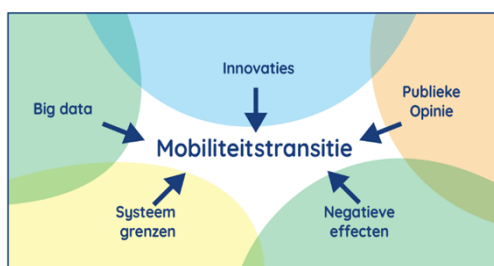 Innovaties
Big data
Publieke
Opinie
Mobiliteitstransitie
Systeem
grenzen
Negatieve
effecten